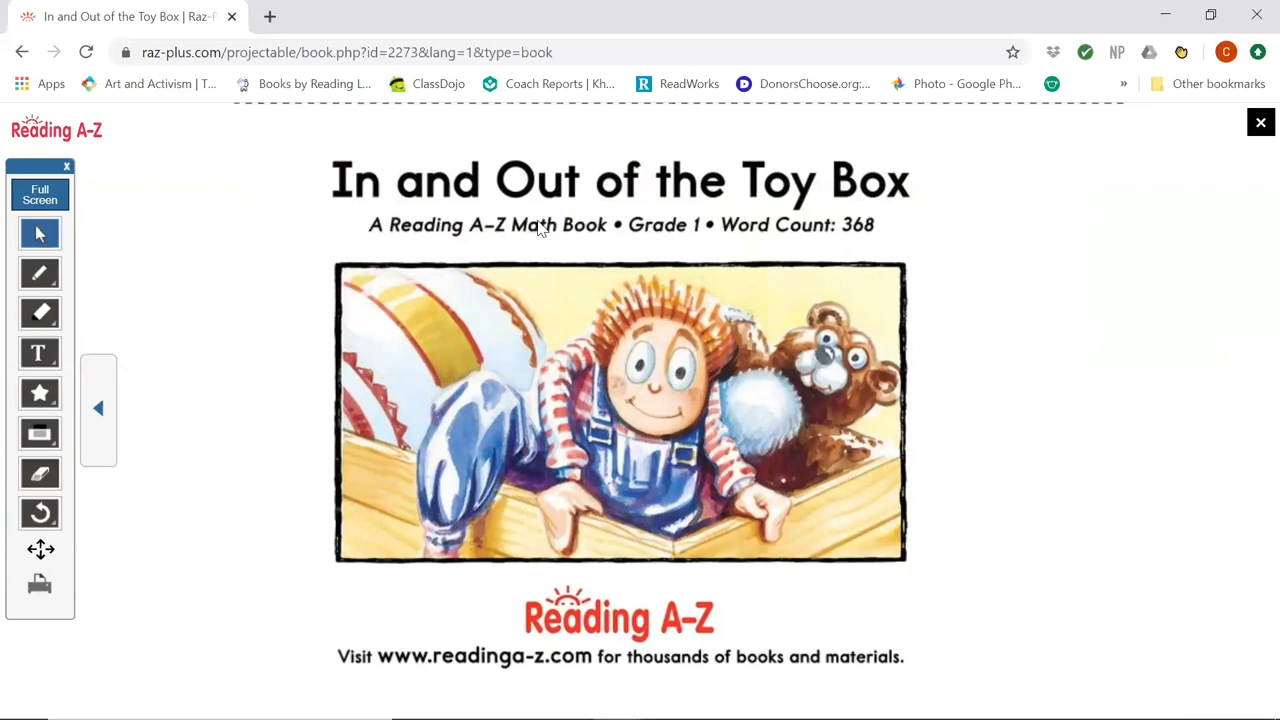 In and Out of the Toy Box | Raz-P
raz-plus.com/projectable/book.php?id=2273&lang=1&type=book
NP
C
Apps
Art and Activism | T...
Books by Reading L...
ClassDojo
Coach Reports | Kh...
R
ReadWorks
D
DonorsChoose.org:...
Photo - Google Ph...
»
Other bookmarks
Reading A-Z
x
Full
Screen
T
In and Out of the Toy Box
A Reading A–Z Math Book • Grade 1 • Word Count: 368
Reading A–Z
Visit www.readinga-z.com for thousands of books and materials.